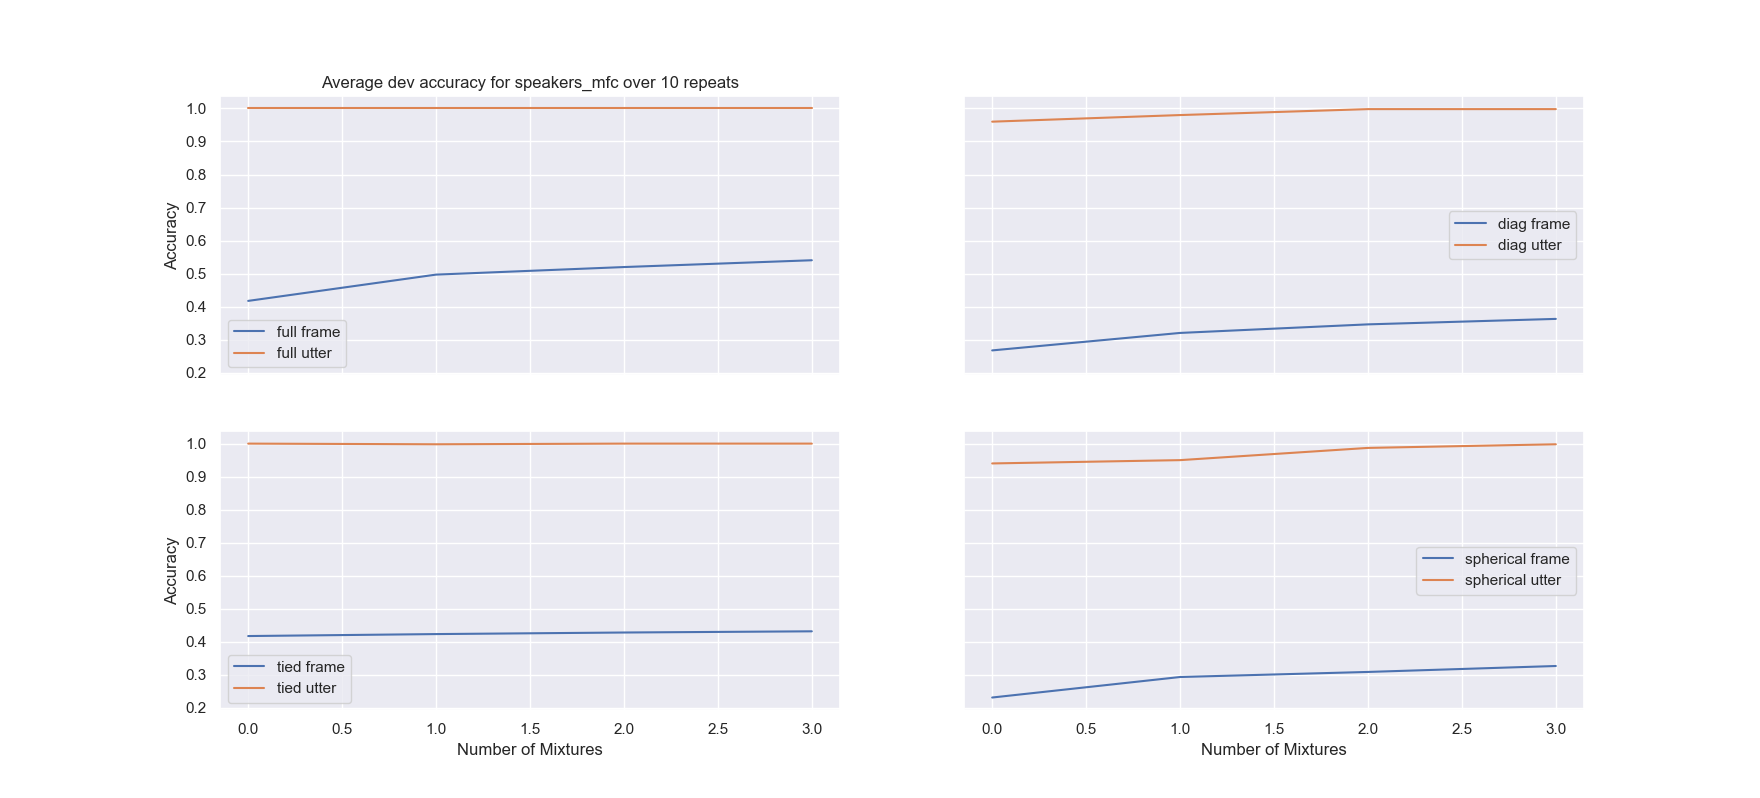 Average dev accuracy for speakers_mfc over 10 repeats
1.0
0.9
0.8
0.7
0.6
0.5
0.4
0.3
0.2
Accuracy
full frame
full utter
diag frame
diag utter
1.0
0.9
0.8
0.7
0.6
0.5
0.4
0.3
0.2
Accuracy
tied frame
tied utter
0.0 0.5 1.0 1.5 2.0 2.5 3.0
Number of Mixtures
spherical frame
spherical utter
0.0 0.5 1.0 1.5 2.0 2.5 3.0
Number of Mixtures